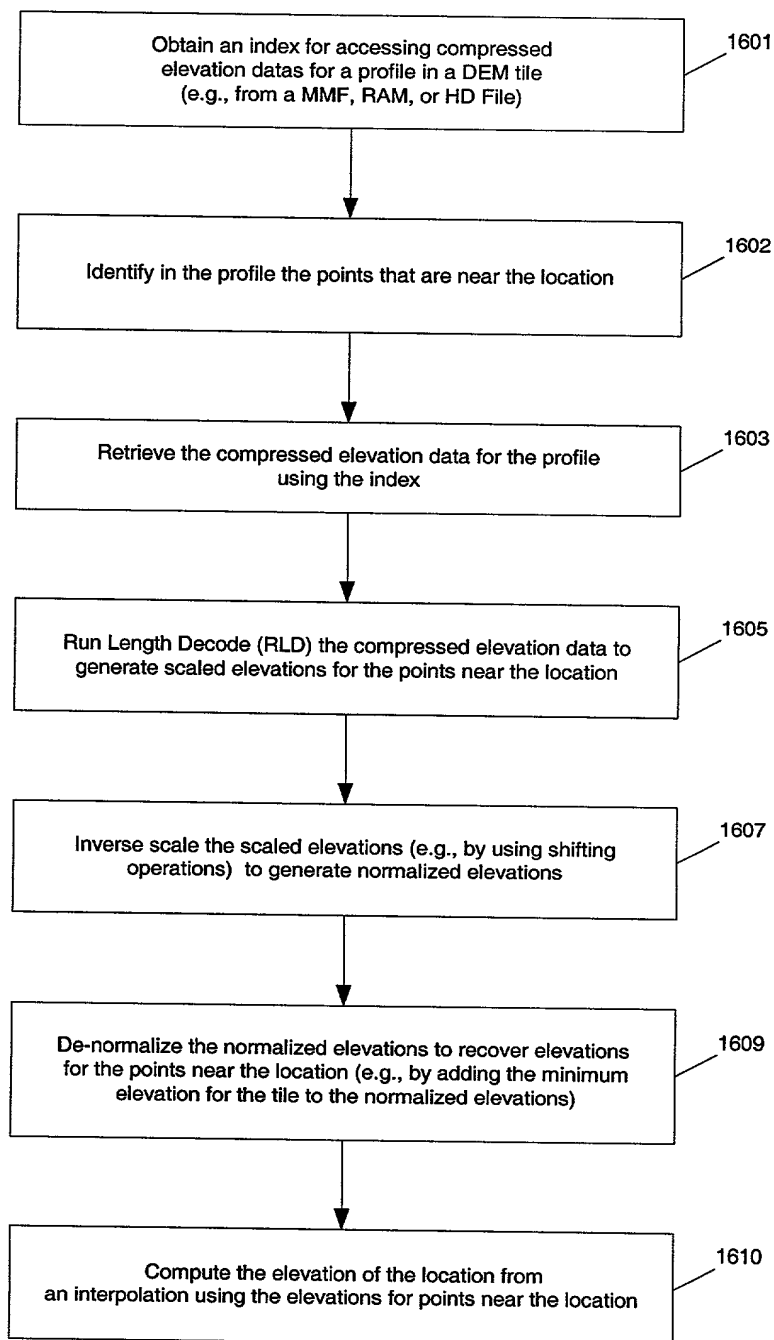 Obtain an index for accessing compressed
elevation datas for a profile in a DEM tile
(e.g., from a MMF, RAM, or HD File)
1601
Identify in the profile the points that are near the location
1602
Retrieve the compressed elevation data for the profile
using the index
1603
Run Length Decode (RLD) the compressed elevation data to
generate scaled elevations for the points near the location
1605
Inverse scale the scaled elevations (e.g., by using shifting
operations) to generate normalized elevations
1607
De-normalize the normalized elevations to recover elevations
for the points near the location (e.g., by adding the minimum
elevation for the tile to the normalized elevations)
1609
Compute the elevation of the location from
an interpolation using the elevations for points near the location
1610